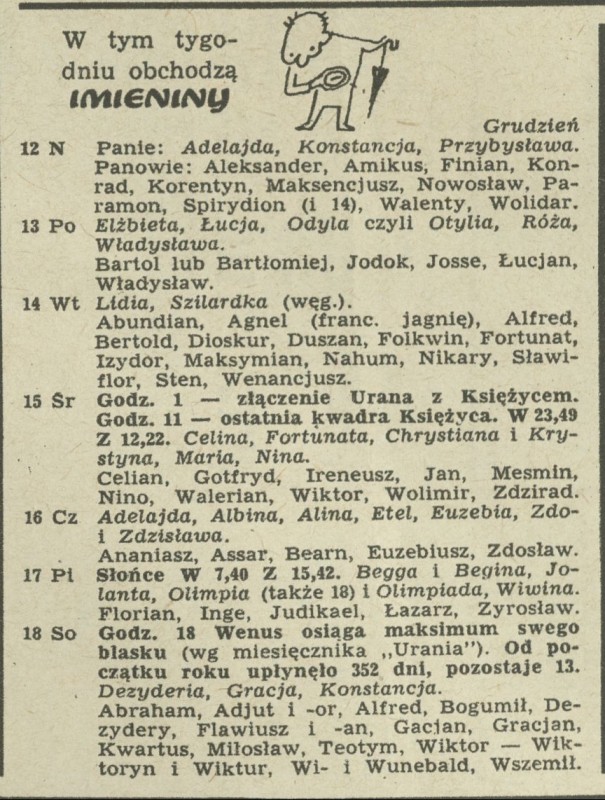 W tym tygo-
dniu obchodzą
IMIENINY
Grudzień
12 N Panie: Adelajda, Konstancja, Przybysława.
Panowie: Aleksander, Amikus, Finian, Kon-
rad, Korentyn, Maksencjusz, Nowosław, Pa-
ramon, Spirydion (i 14), Walenty, Wolidar.
13 Po Elżbieta, Łucja, Odyla czyli Otylia, Róża,
Władysława.
Bartol lub Bartłomiej, Jodok, Josse, Łucjan,
Władysław.
14 Wt Lidia, Szilardka (węg.).
Abundian, Agnel (franc. jagnię), Alfred,
Bertold, Dioskur, Duszan, Folkwin, Fortunat,
Izydor, Maksymian, Nahum, Nikary, Sławi-
flor, Sten, Wenancjusz.
15 Śr Godz. 1 — złączenie Urana z Księżycem.
Godz. 11 — ostatnia kwadra Księżyca. W 23,49
Z 12,22. Celina, Fortunata, Chrystiana i Kry-
styna, Maria, Nina.
Celian, Gotfryd, Ireneusz, Jan, Mesmin,
Nino, Walerian, Wiktor, Wolimir, Zdzirad.
16 Cz Adelajda, Albina, Alina, Etel, Euzebia, Zdo-
i Zdzisława.
Ananiasz, Assar, Bearn, Euzebiusz, Zdosław.
17 Pi Słońce W 7,40 Z 15,42. Begga i Begina, Jo-
lanta, Olimpia (także 18) i Olimpiada, Wiwina.
Florian, Inge, Judikael, Łazarz, Zyrosław.
18 So Godz. 18 Wenus osiąga maksimum swego
blasku (wg miesięcznika „Urania"). Od po-
czątku roku upłynęło 352 dni, pozostaje 13.
Dezyderia, Gracja, Konstancja.
Abraham, Adjut i -or, Alfred, Bogumił, De-
zydery, Flawiusz i -an, Gacjan, Gracjan,
Kwartus, Miłosław, Teotym, Wiktor — Wik-
toryn i Wiktur, Wi- i Wunebald, Wszemił.